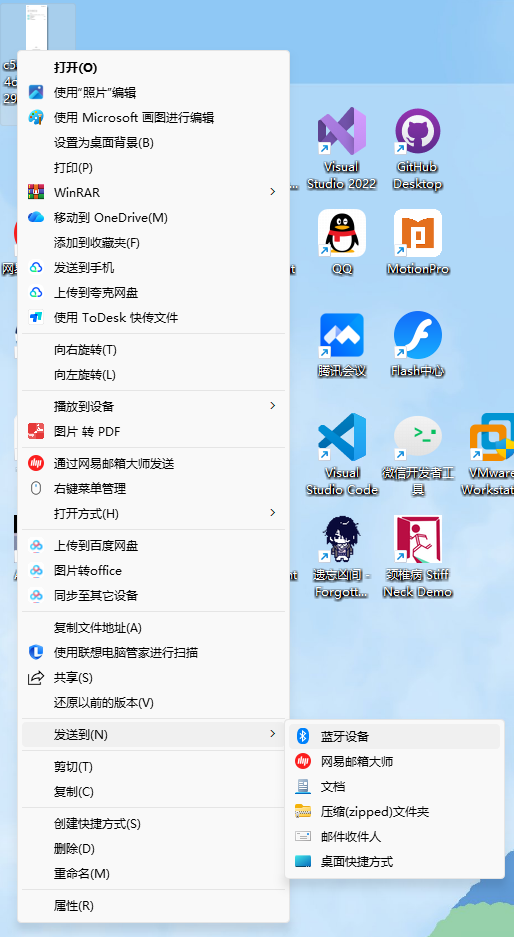 打开(O)
使用"照片"编辑
使用 Microsoft 画图进行编辑
设置为桌面背景(B)
打印(P)
WinRAR
移动到 OneDrive(M)
添加到收藏夹(F)
发送到手机
上传到夸克网盘
使用 ToDesk 快传文件
向右旋转(T)
向左旋转(L)
播放到设备
图片 转 PDF
通过网易邮箱大师发送
右键菜单管理
打开方式(H)
上传到百度网盘
图片转office
同步至其它设备
复制文件地址(A)
使用联想电脑管家进行扫描
共享(S)
还原以前的版本(V)
发送到(N)
剪切(T)
复制(C)
创建快捷方式(S)
删除(D)
重命名(M)
属性(R)
蓝牙设备
网易邮箱大师
文档
压缩(zipped)文件夹
邮件收件人
桌面快捷方式
Visual
Studio 2022
GitHub
Desktop
QQ
MotionPro
腾讯会议
Flash中心
Visual
Studio Code
微信开发者工
具
VMware
Workstat
遗忘凶间 -
Forgott...
颈椎病 Stiff
Neck Demo